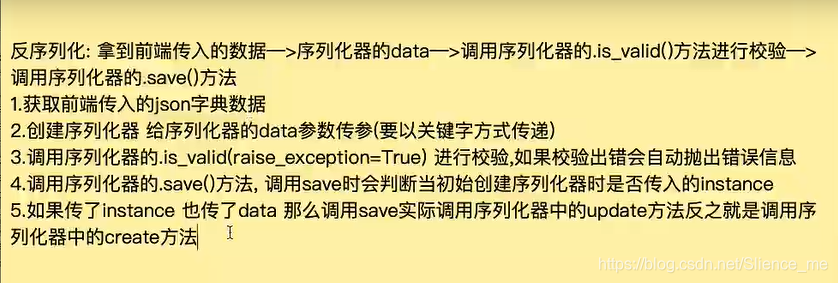 反序列化: 拿到前端传入的数据—>序列化器的data—>调用序列化器的.is_valid()方法进行校验—>
调用序列化器的.save()方法
1.获取前端传入的json字典数据
2.创建序列化器 给序列化器的data参数传参(要以关键字方式传递)
3.调用序列化器的.is_valid(raise_exception=True) 进行校验,如果校验出错会自动抛出错误信息
4.调用序列化器的.save()方法, 调用save时会判断当初始创建序列化器时是否传入的instance
5.如果传了instance 也传了data 那么调用save实际调用序列化器中的update方法反之就是调用序
列化器中的create方法
https://blog.csdn.net/Slience_me